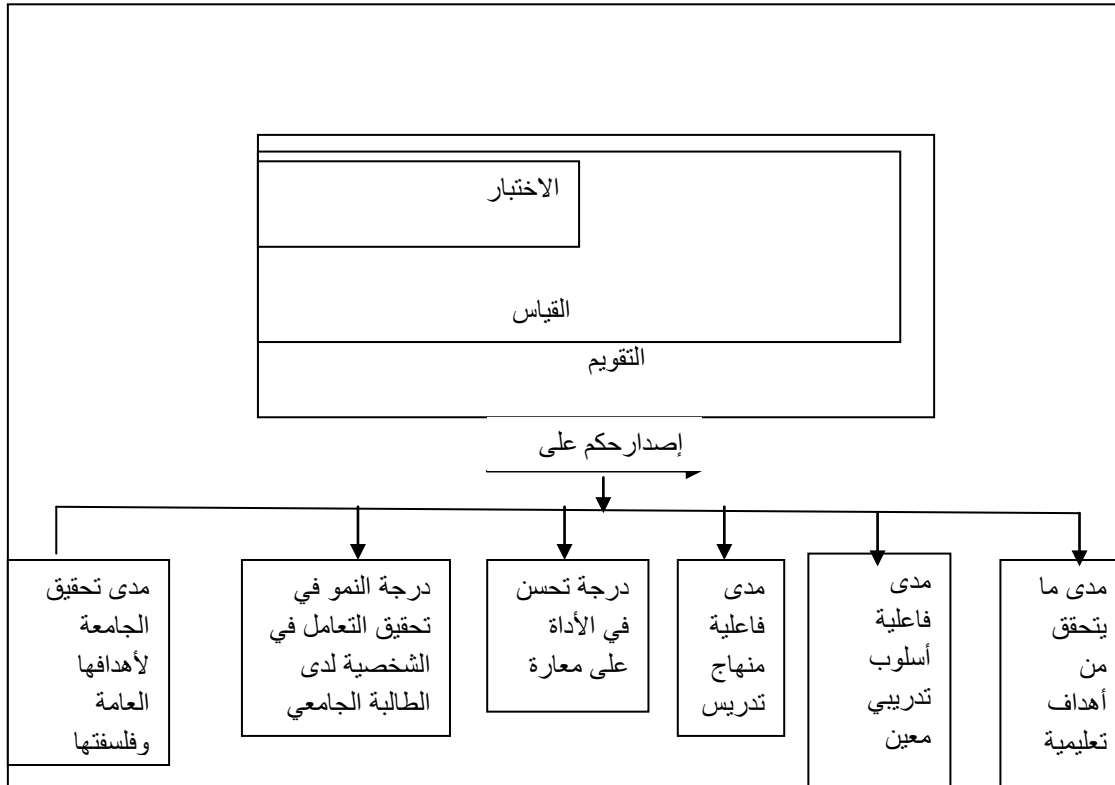 الاختبار
القياس
التقويم
إصدار حكم على
مدى ما
يتحقق
من
أهداف
تعليمية
مدى
فاعلية
أسلوب
تدريبي
معين
مدى
فاعلية
منهاج
تدريس
درجة تحسن
في الأداة
على معارة
درجة النمو في
تحقيق التعامل في
الشخصية لدى
الطالبة الجامعي
مدى تحقيق
الجامعة
لأهدافها
العامة
وفلسفتها